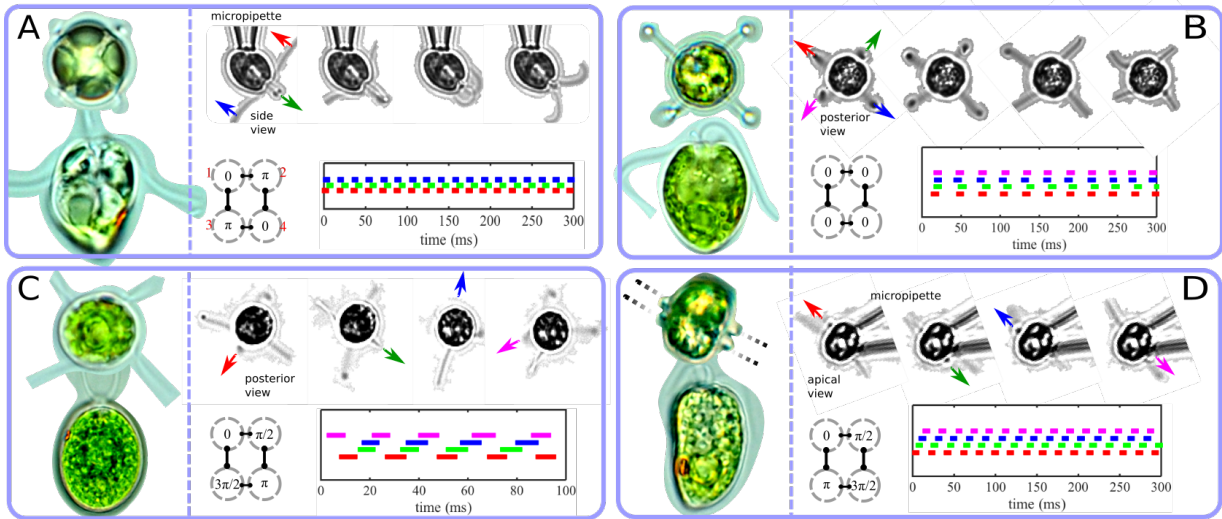 A
micropipette
side
view
1 0 π 2
3 π 0 4
0 50 100 150 200 250 300
time (ms)
B
posterior
view
0 0
0 0
0 50 100 150 200 250 300
time (ms)
C
posterior
view
0 π/2
3π/2 π
0 20 40 60 80 100
time (ms)
D
micropipette
apical
view
0 π/2
π 3π/2
0 50 100 150 200 250 300
time (ms)